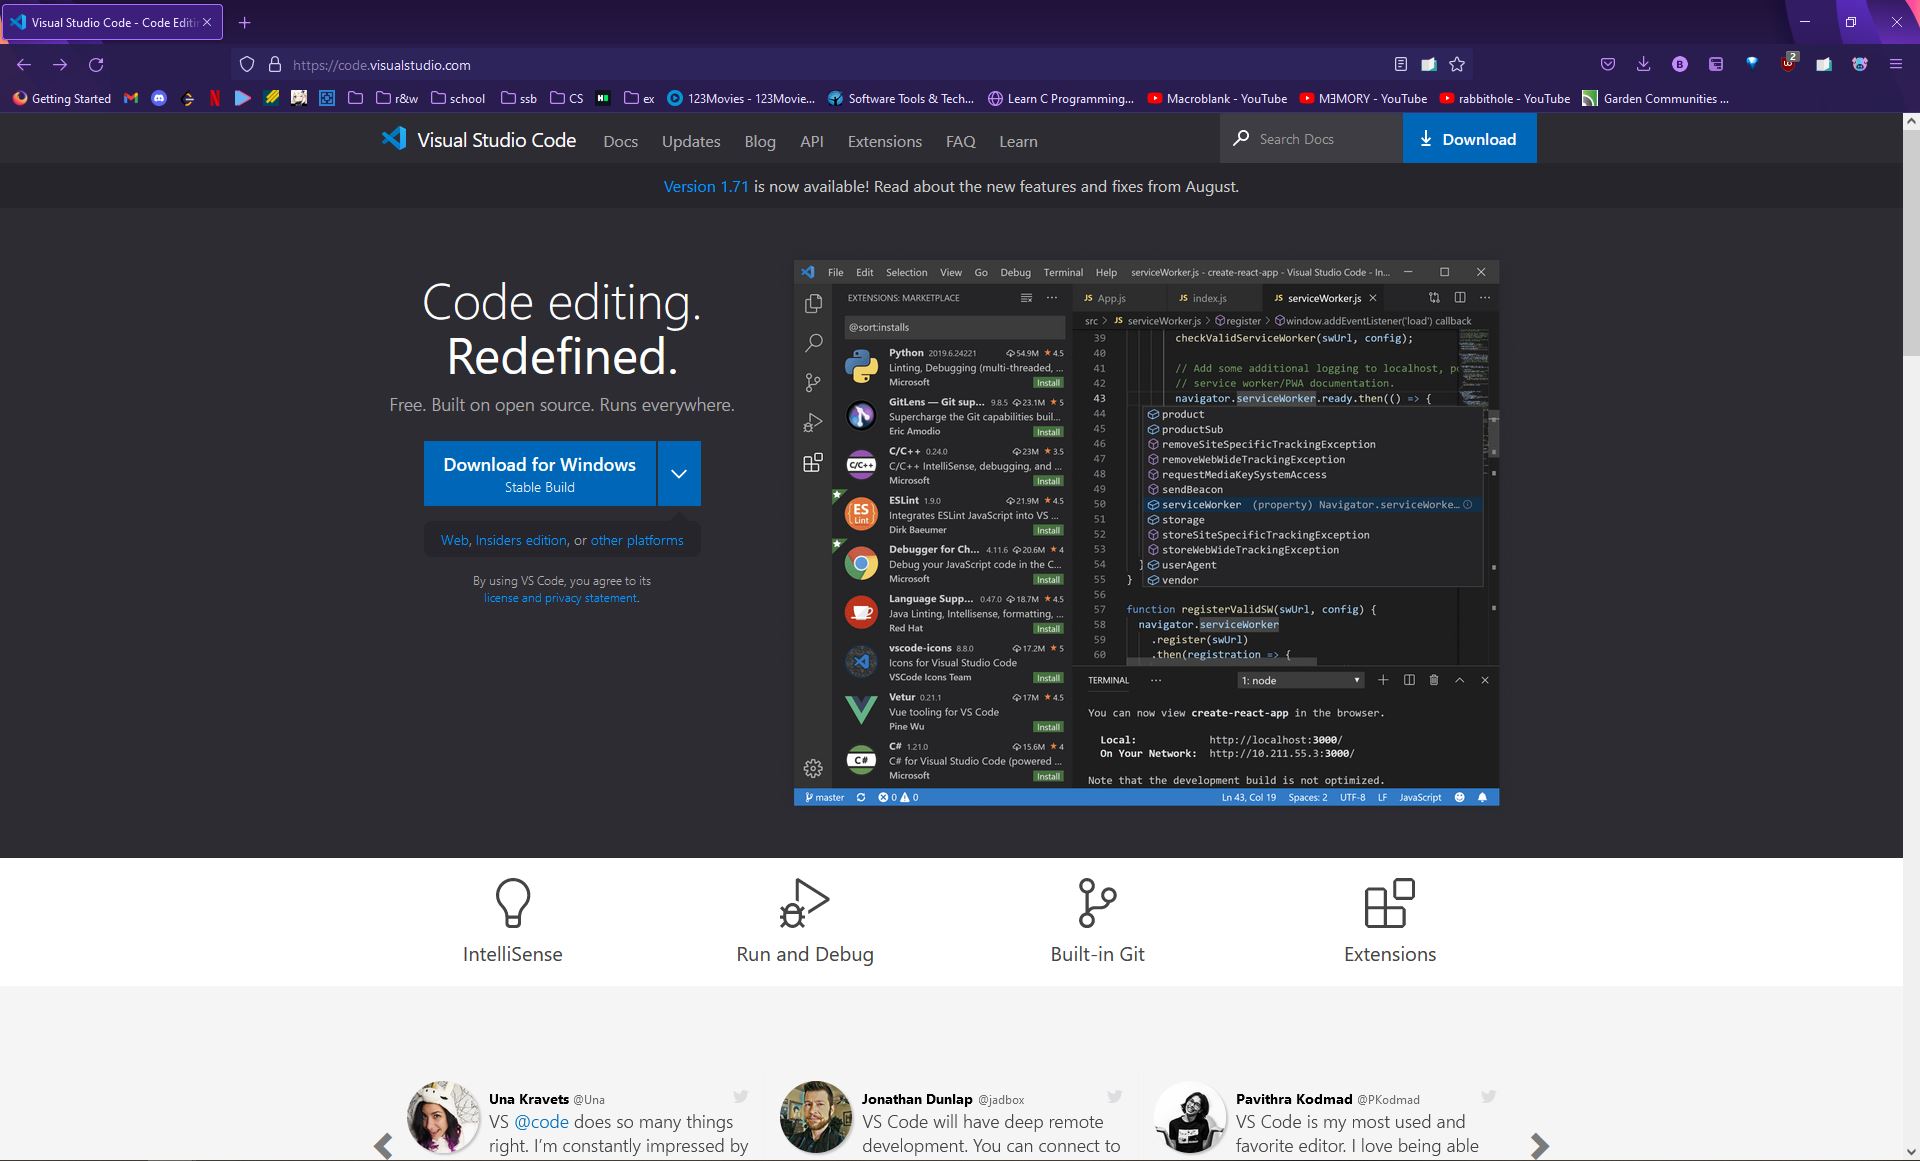 Visual Studio Code - Code Editi
https://code.visualstudio.com
2
Getting Started
r&w
school
ssb
CS
ex
123Movies - 123Movie...
Software Tools & Tech...
Learn C Programming...
Macroblank - YouTube
MƎMORY - YouTube
rabbithole - YouTube
Garden Communities ...
Visual Studio Code
Docs
Updates
Blog
API
Extensions
FAQ
Learn
Search Docs
Download
Version 1.71 is now available! Read about the new features and fixes from August.
Code editing.
Redefined.
Free. Built on open source. Runs everywhere.
Download for Windows
Stable Build
Web, Insiders edition, or other platforms
By using VS Code, you agree to its
license and privacy statement.
File Edit Selection View Go Debug Terminal Help serviceWorker.js - create-react-app - Visual Studio Code - In...
EXTENSIONS: MARKETPLACE
@sort:installs
Python 2019.6.24221 54.9M 4.5
Linting, Debugging (multi-threaded, ...
Microsoft Install
GitLens — Git sup... 9.8.5 23.1M 5
Supercharge the Git capabilities buil...
Eric Amodio Install
C/C++
C/C++ 0.24.0 23M 3.5
C/C++ IntelliSense, debugging, and ...
Microsoft Install
ES
Lint
ESLint 1.9.0 21.9M 4.5
Integrates ESLint JavaScript into VS ...
Dirk Baeumer Install
Debugger for Ch... 4.11.6 20.6M 4
Debug your JavaScript code in the C...
Microsoft Install
Language Supp... 0.47.0 18.7M 4.5
Java Linting, Intellisense, formatting, ...
Red Hat Install
vscode-icons 8.8.0 17.2M 5
Icons for Visual Studio Code
VSCode Icons Team Install
Vetur 0.21.1 17M 4.5
Vue tooling for VS Code
Pine Wu Install
C#
C# 1.21.0 15.6M 4
C# for Visual Studio Code (powered ...
Microsoft Install
JS App.js
JS index.js
JS serviceWorker.js
src > JS serviceWorker.js > register > window.addEventListener('load') callback
39 checkValidServiceWorker(swUrl, config);
40
41 // Add some additional logging to localhost, p
42 // service worker/PWA documentation.
43 navigator.serviceWorker.ready.then(() => {
44 product
45 productSub
46 removeSiteSpecificTrackingException
47 removeWebWideTrackingException
48 requestMediaKeySystemAccess
49 sendBeacon
50 serviceWorker (property) Navigator.serviceWorke...
51 storage
52 storeSiteSpecificTrackingException
53 storeWebWideTrackingException
54 } userAgent
55 } vendor
56
57 function registerValidSW(swUrl, config) {
58 navigator.serviceWorker
59 .register(swUrl)
60 .then(registration => {
TERMINAL ... 1: node
You can now view create-react-app in the browser.
Local: http://localhost:3000/
On Your Network: http://10.211.55.3:3000/
Note that the development build is not optimized.
master 0 0 Ln 43, Col 19 Spaces: 2 UTF-8 LF JavaScript
IntelliSense
Run and Debug
Built-in Git
Extensions
Una Kravets @Una
VS @code does so many things
right. I'm constantly impressed by
Jonathan Dunlap @jadbox
VS Code will have deep remote
development. You can connect to
Pavithra Kodmad @PKodmad
VS Code is my most used and
favorite editor. I love being able